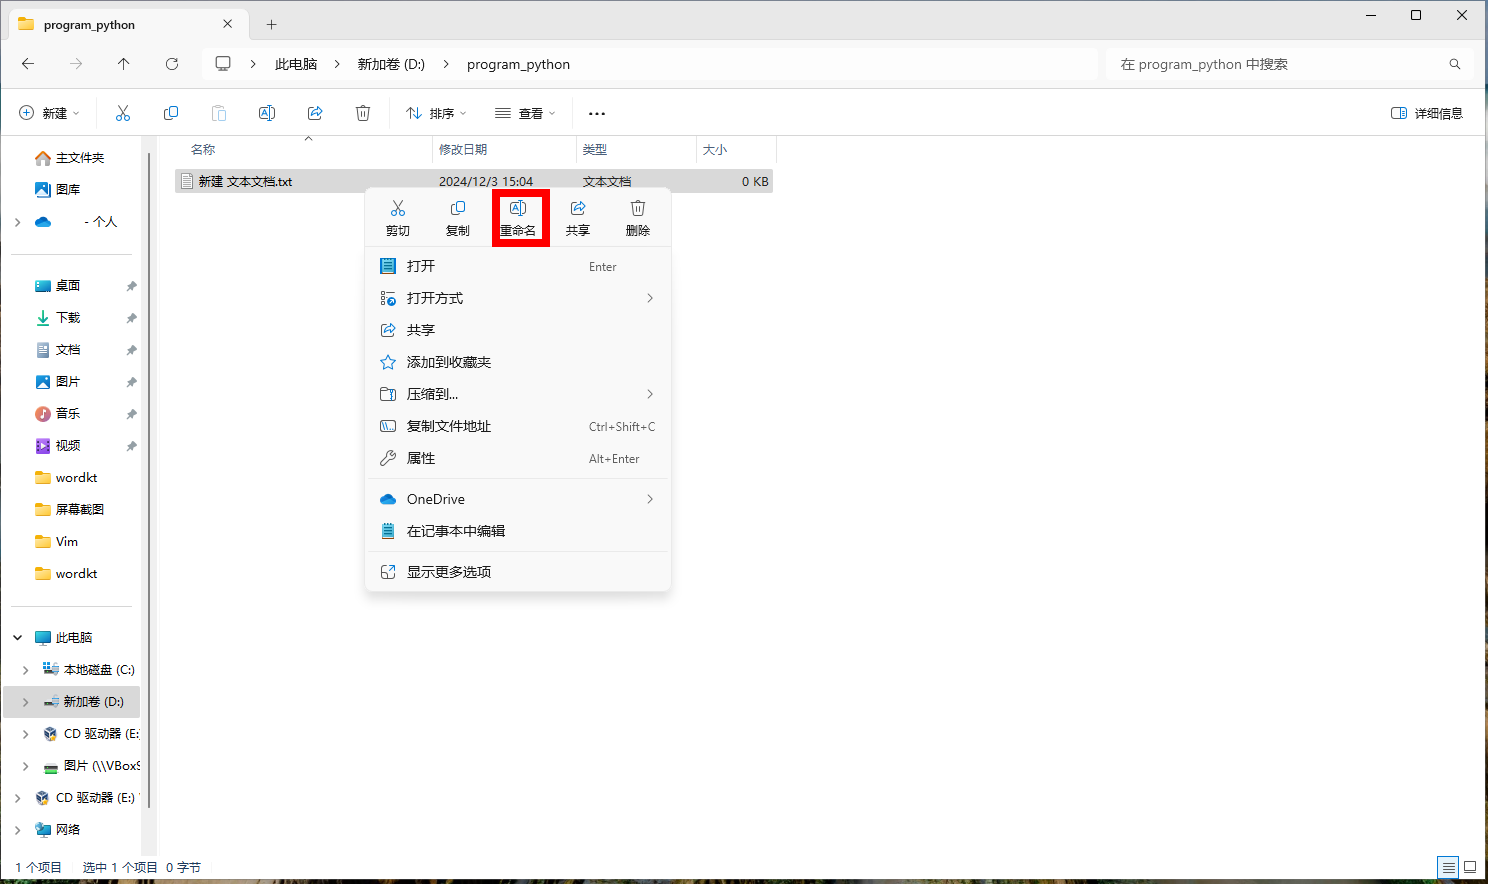 program_python
此电脑 新加卷 (D:) program_python
在 program_python 中搜索
新建 排序 查看 详细信息
名称 修改日期 类型 大小
新建 文本文档.txt 2024/12/3 15:04 文本文档 0 KB
主文件夹
图库
- 个人
桌面
下载
文档
图片
音乐
视频
wordkt
屏幕截图
Vim
wordkt
此电脑
本地磁盘 (C:)
新加卷 (D:)
CD 驱动器 (E:
图片 (\\VBoxS
CD 驱动器 (E:)
网络
剪切 复制 重命名 共享 删除
打开 Enter
打开方式
共享
添加到收藏夹
压缩到...
复制文件地址 Ctrl+Shift+C
属性 Alt+Enter
OneDrive
在记事本中编辑
显示更多选项
1 个项目 选中 1 个项目 0 字节